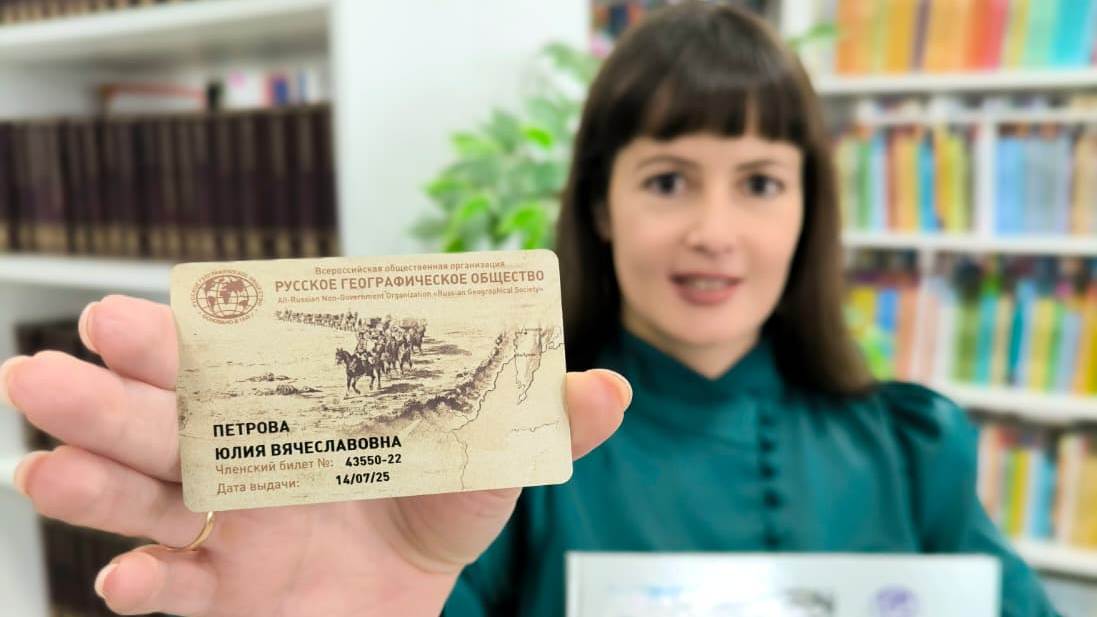 Всероссийская общественная организация
РУССКОЕ ГЕОГРАФИЧЕСКОЕ ОБЩЕСТВО
All-Russian Non-Government Organization «Russian Geographical Society»
ПЕТРОВА
ЮЛИЯ ВЯЧЕСЛАВОВНА
Членский билет №: 43550-22
Дата выдачи: 14/07/25